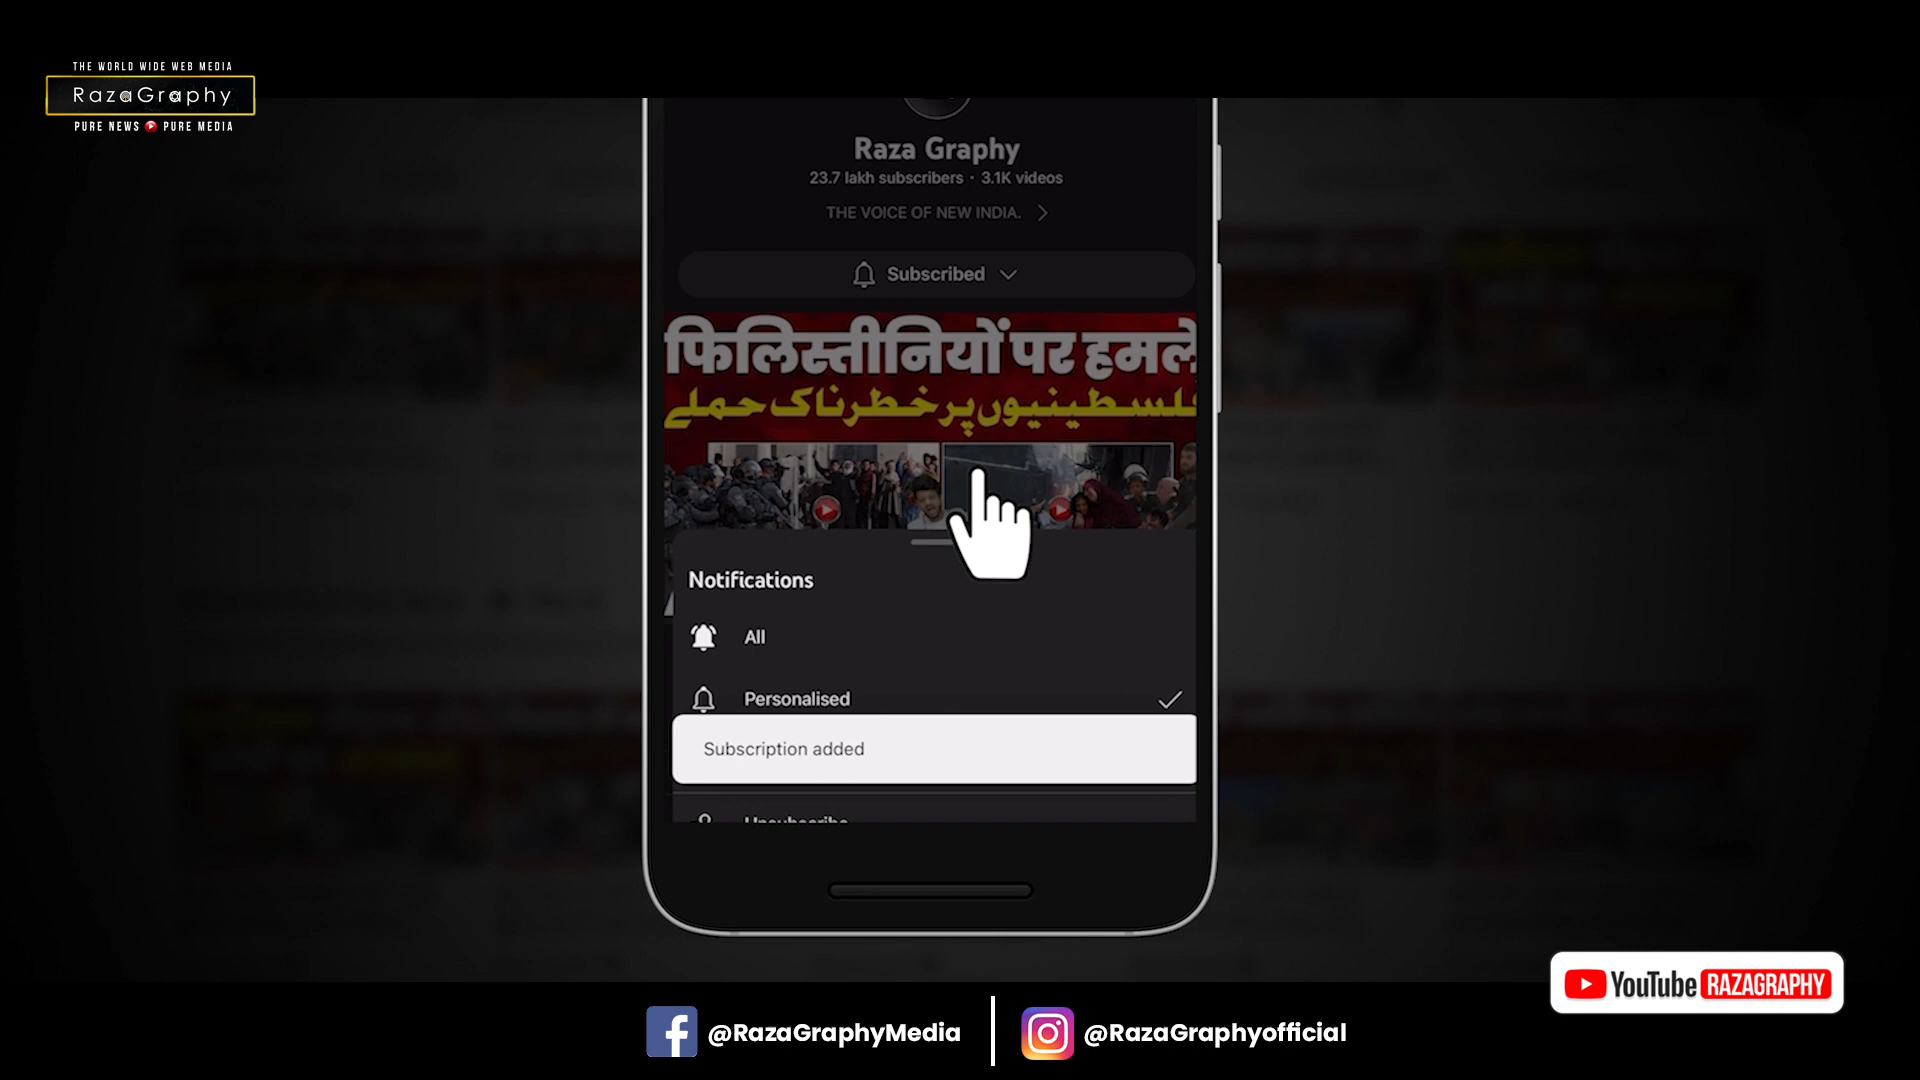 THE WORLD WIDE WEB MEDIA
RazaGraphy
PURE NEWS PURE MEDIA
Raza Graphy
23.7 lakh subscribers · 3.1K videos
THE VOICE OF NEW INDIA.
Subscribed
फिलिस्तीनियों पर हमले
فلسطینیوں پر خطرناک حملے
Notifications
All
Personalised
Subscription added
Unsubscribe
YouTube RAZAGRAPHY
@RazaGraphyMedia
@RazaGraphyofficial